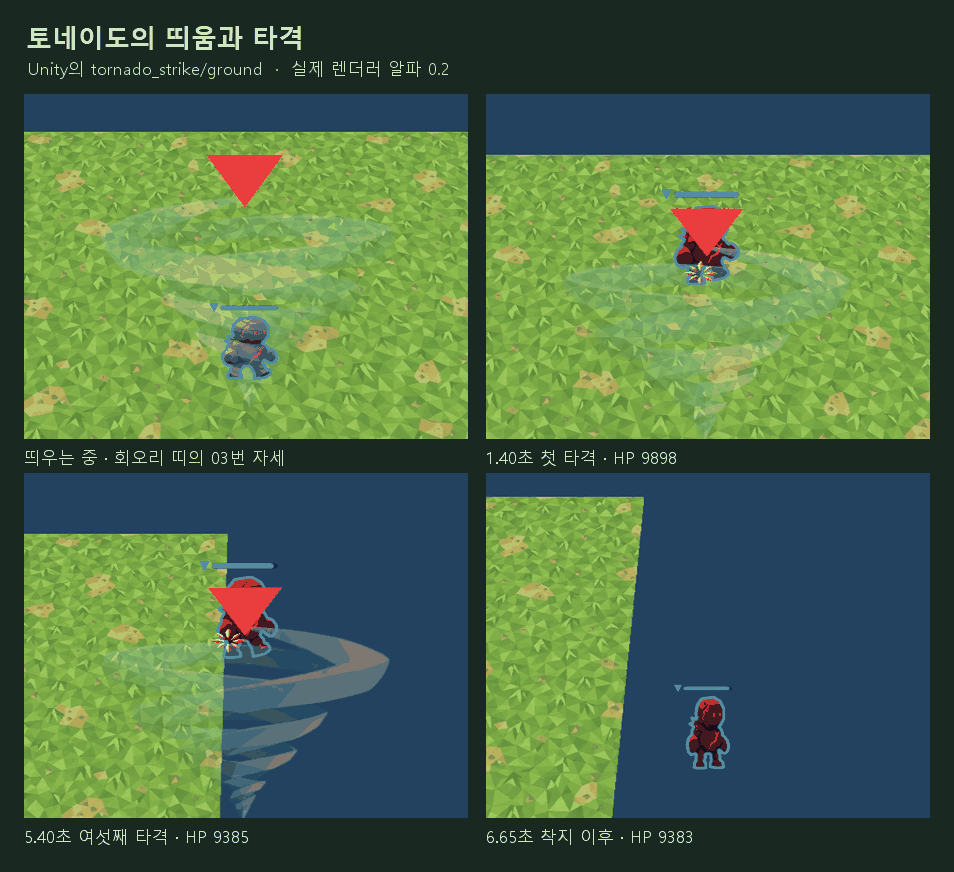 토네이도의 띄움과 타격
Unity의 tornado_strike/ground · 실제 렌더러 알파 0.2
띄우는 중 · 회오리 띠의 03번 자세
1.40초 첫 타격 · HP 9898
5.40초 여섯째 타격 · HP 9385
6.65초 착지 이후 · HP 9383